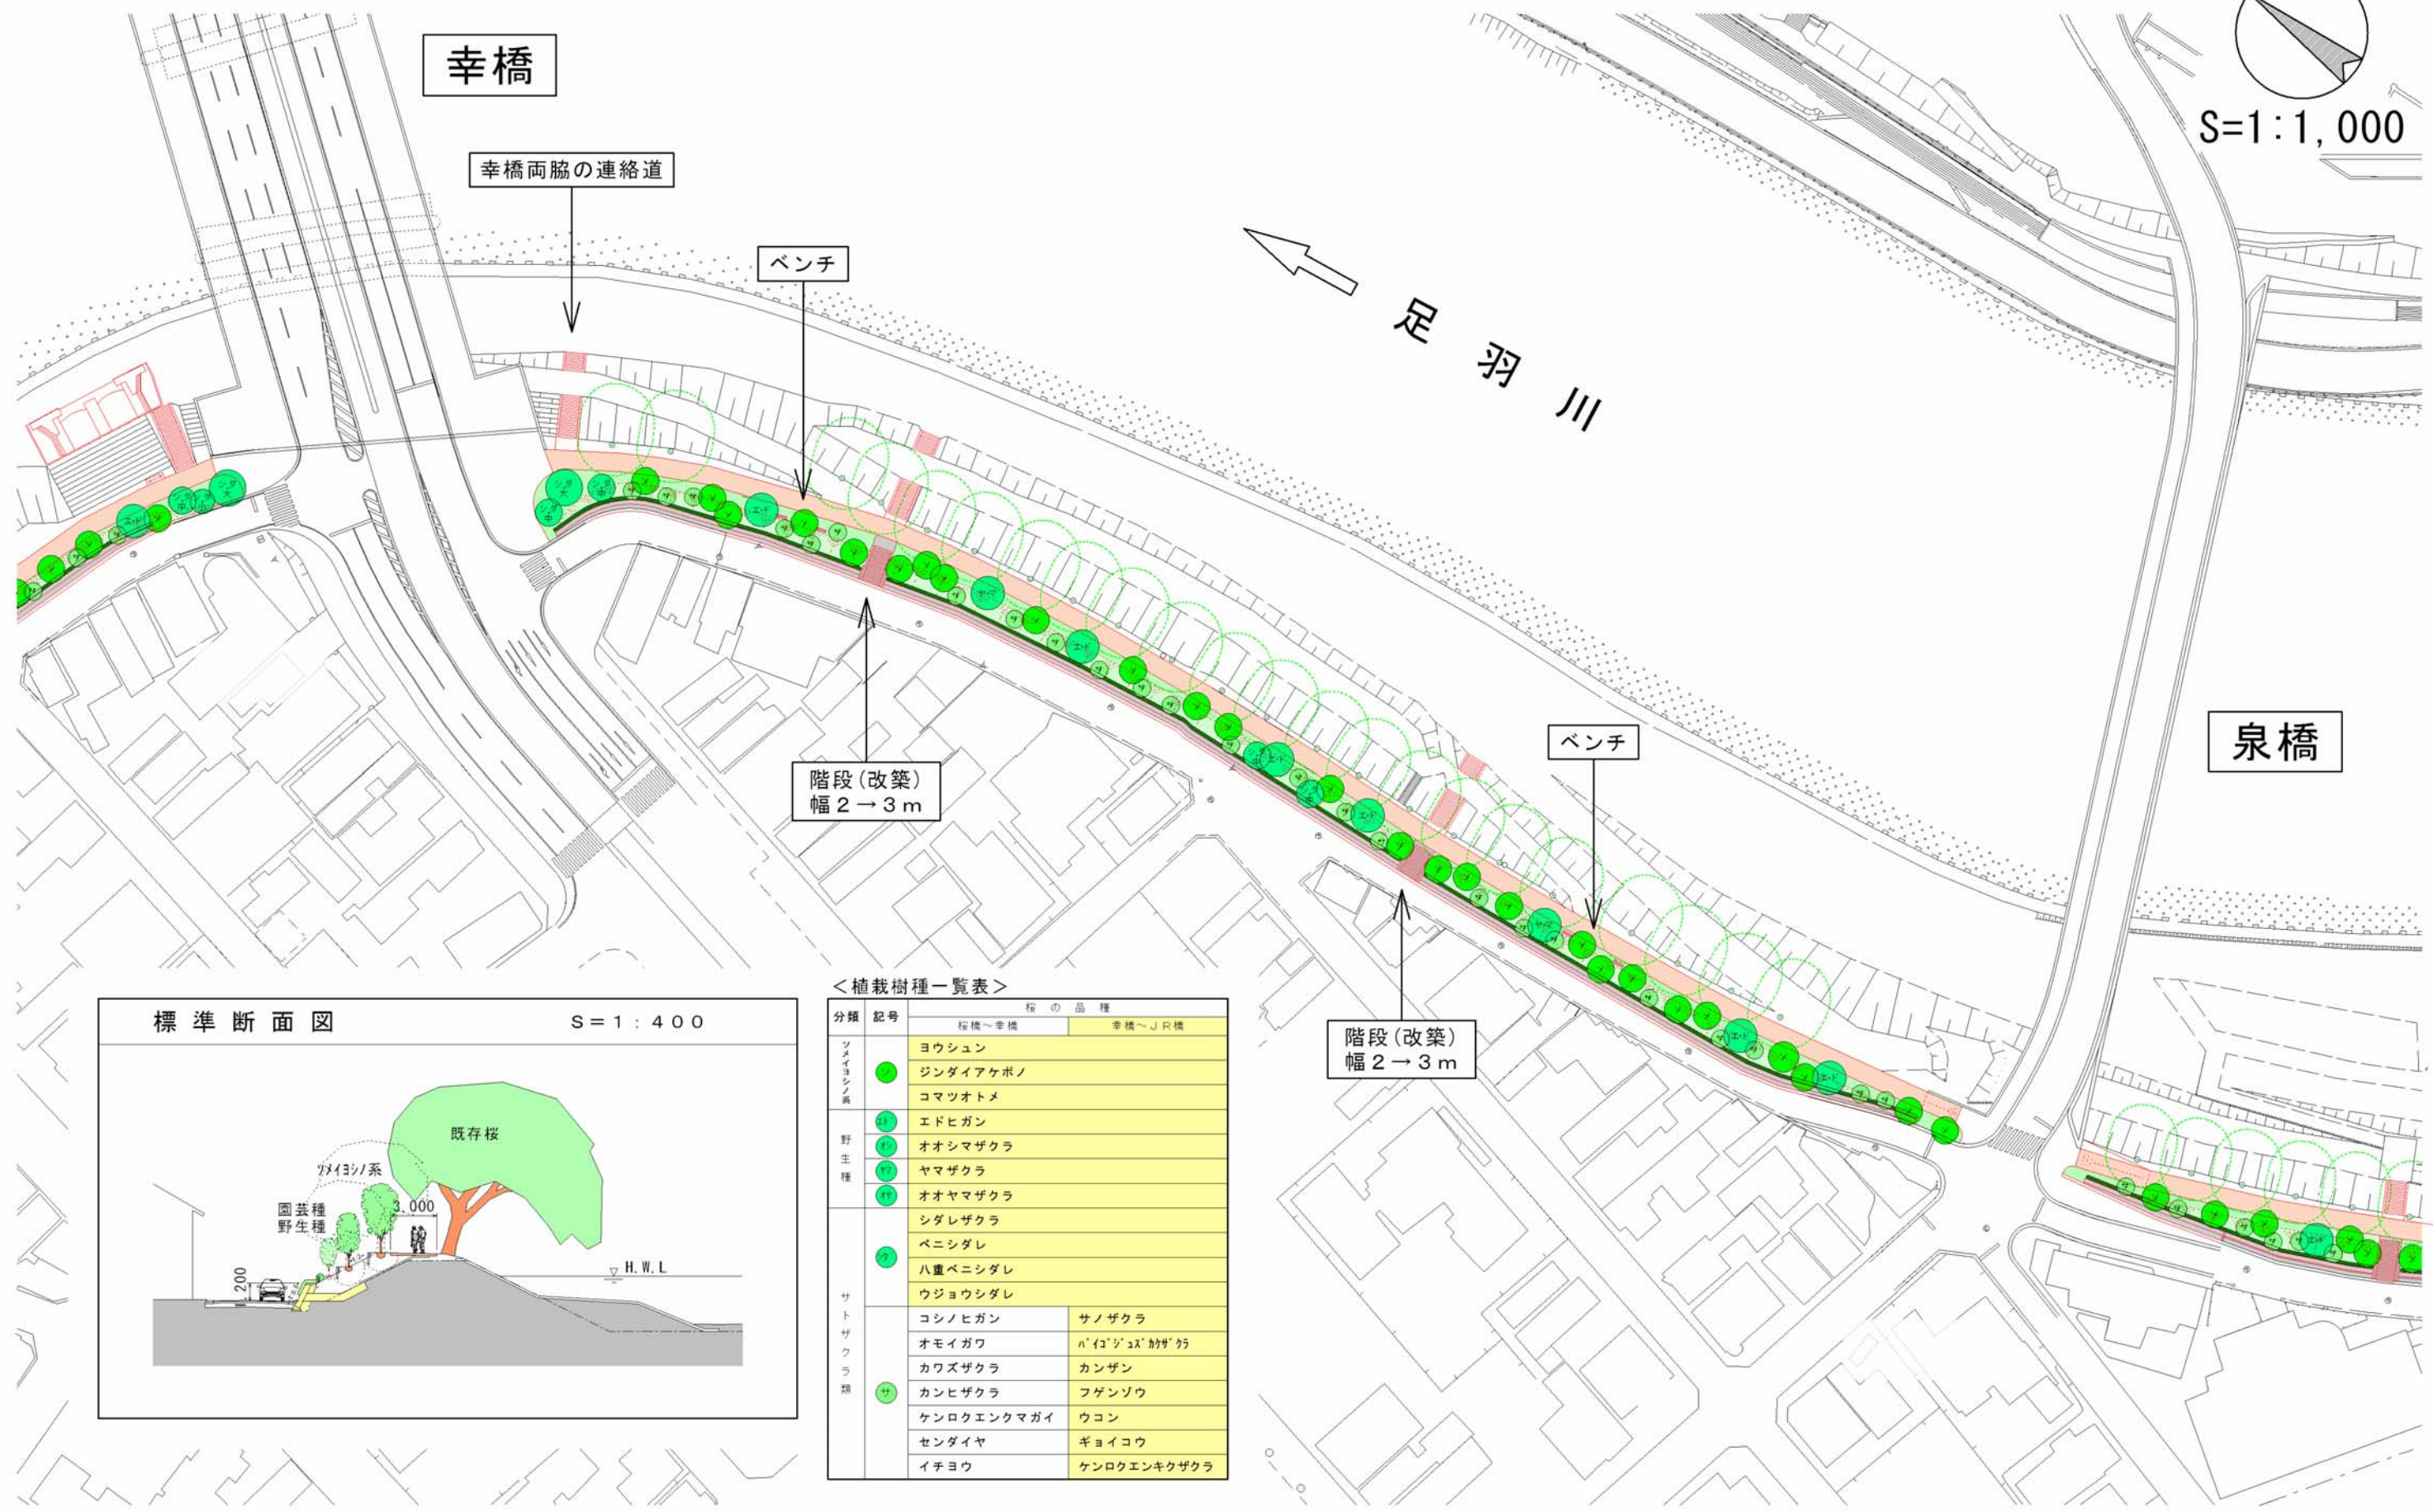 幸橋
S=1:1,000
幸橋両脇の連絡道
ベンチ
足羽川
ベンチ
泉橋
階段(改築)
幅2→3m
階段(改築)
幅2→3m
標準断面図 S=1:400
既存桜
ソメイヨシノ系
園芸種
野生種
3,000
200
H.W.L
<植栽樹種一覧表>
分類 記号 桜の品種
桜橋~幸橋 幸橋~JR橋
ソメイヨシノ系
ヨウシュン
ジンダイアケボノ
コマツオトメ
野生種
エドヒガン
オオシマザクラ
ヤマ ヤマザクラ
オオヤマザクラ
サトザクラ類
シダレザクラ
ベニシダレ
八重ベニシダレ
ウジョウシダレ
コシノヒガン サノザクラ
オモイガワ バイゴジュズカケザクラ
カワズザクラ カンザン
サ カンヒザクラ フゲンゾウ
ケンロクエンクマガイ ウコン
センダイヤ ギョイコウ
イチヨウ ケンロクエンキクザクラ